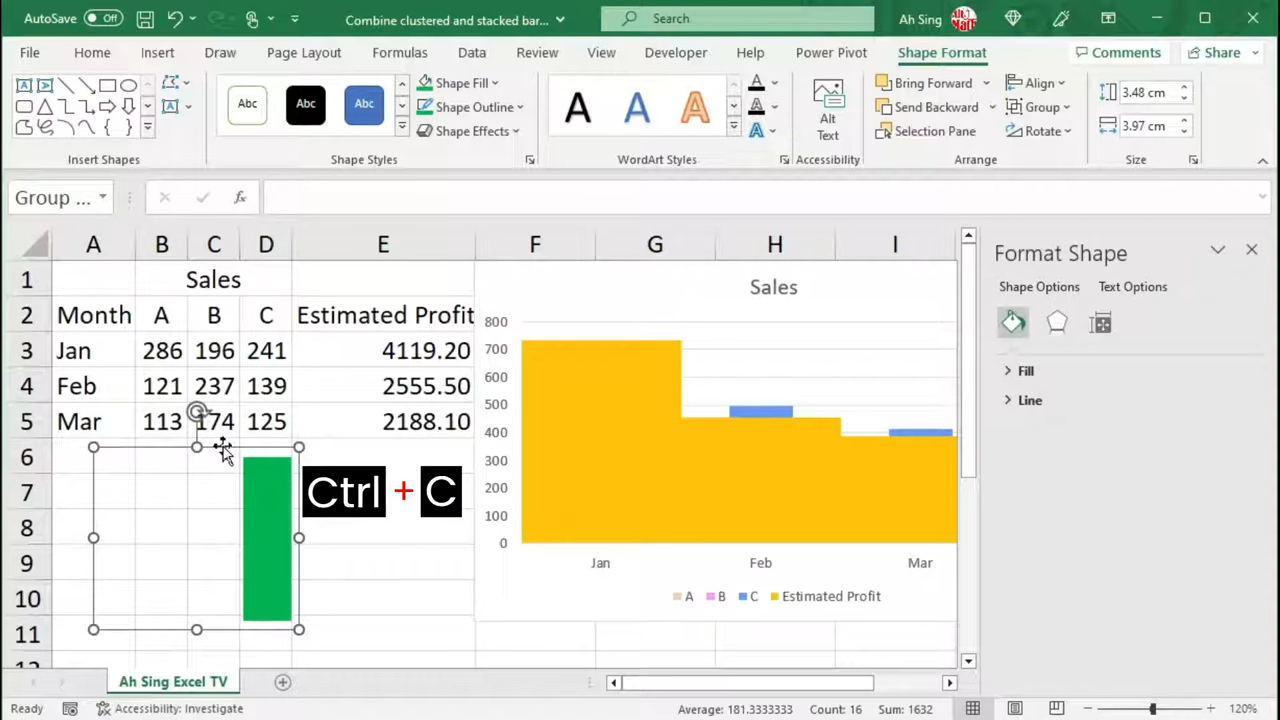 AutoSave Off Combine clustered and stacked bar... Search Ah Sing
File Home Insert Draw Page Layout Formulas Data Review View Developer Help Power Pivot Shape Format Comments Share
Abc Abc Abc
Shape Fill
Shape Outline
Shape Effects
A A A
Alt
Text
Bring Forward
Send Backward
Selection Pane
Align
Group
Rotate
3.48 cm
3.97 cm
Insert Shapes Shape Styles WordArt Styles Accessibility Arrange Size
Group ... fx
A B C D E F G H I
1 Sales
2 Month A B C Estimated Profit
3 Jan 286 196 241 4119.20
4 Feb 121 237 139 2555.50
5 Mar 113 174 125 2188.10
6
7
8
9
10
11
Ctrl + C
Sales
800
700
600
500
400
300
200
100
0
Jan Feb Mar
A B C Estimated Profit
Format Shape
Shape Options Text Options
Fill
Line
Ah Sing Excel TV
Ready Accessibility: Investigate Average: 181.3333333 Count: 16 Sum: 1632 120%